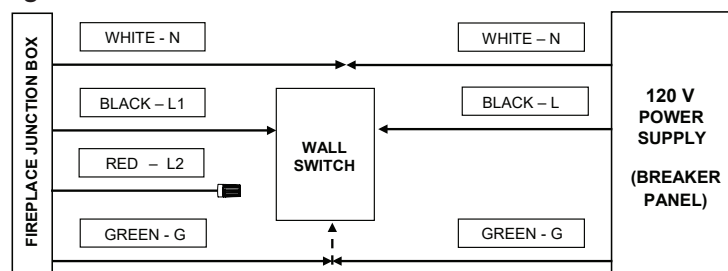 WHITE - N
WHITE – N
BLACK – L1
BLACK – L
RED – L2
GREEN - G
GREEN - G
FIREPLACE JUNCTION BOX
WALL
SWITCH
120 V
POWER
SUPPLY
(BREAKER
PANEL)